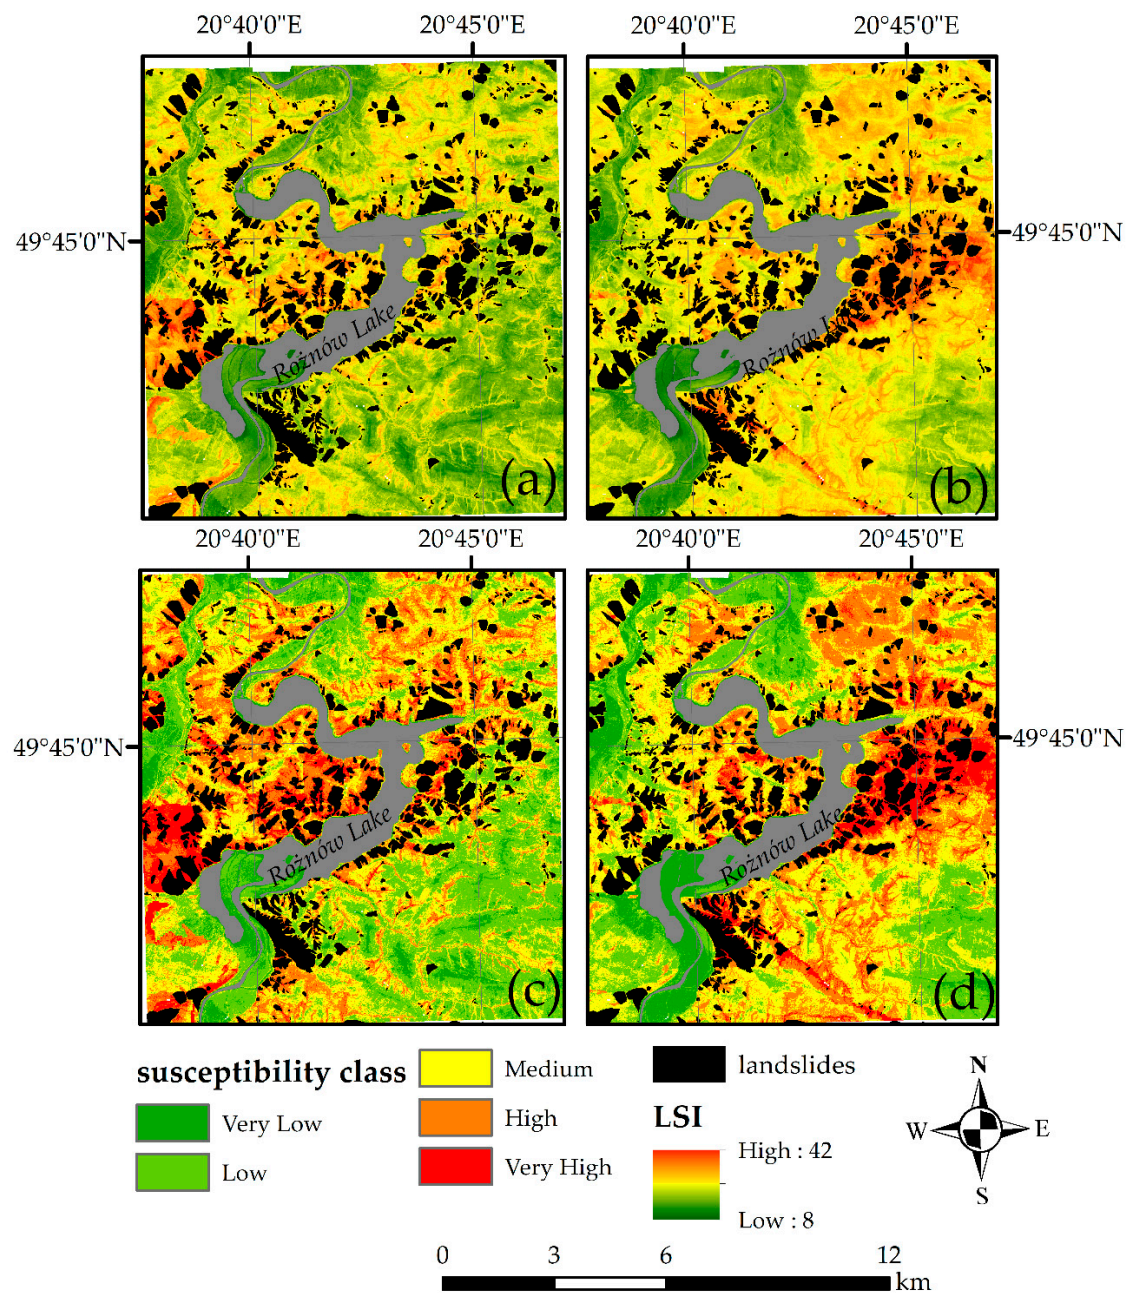 20°40'0"E 20°45'0"E 20°40'0"E 20°45'0"E
49°45'0"N 49°45'0"N
Rożnów Lake Rożnów Lake
(a) (b)
20°40'0"E 20°45'0"E 20°40'0"E 20°45'0"E
49°45'0"N 49°45'0"N
Rożnów Lake Rożnów Lake
(c) (d)
susceptibility class
Very Low
Low
Medium
High
Very High
landslides
LSI
High : 42
Low : 8
N
W E
S
0 3 6 12
km